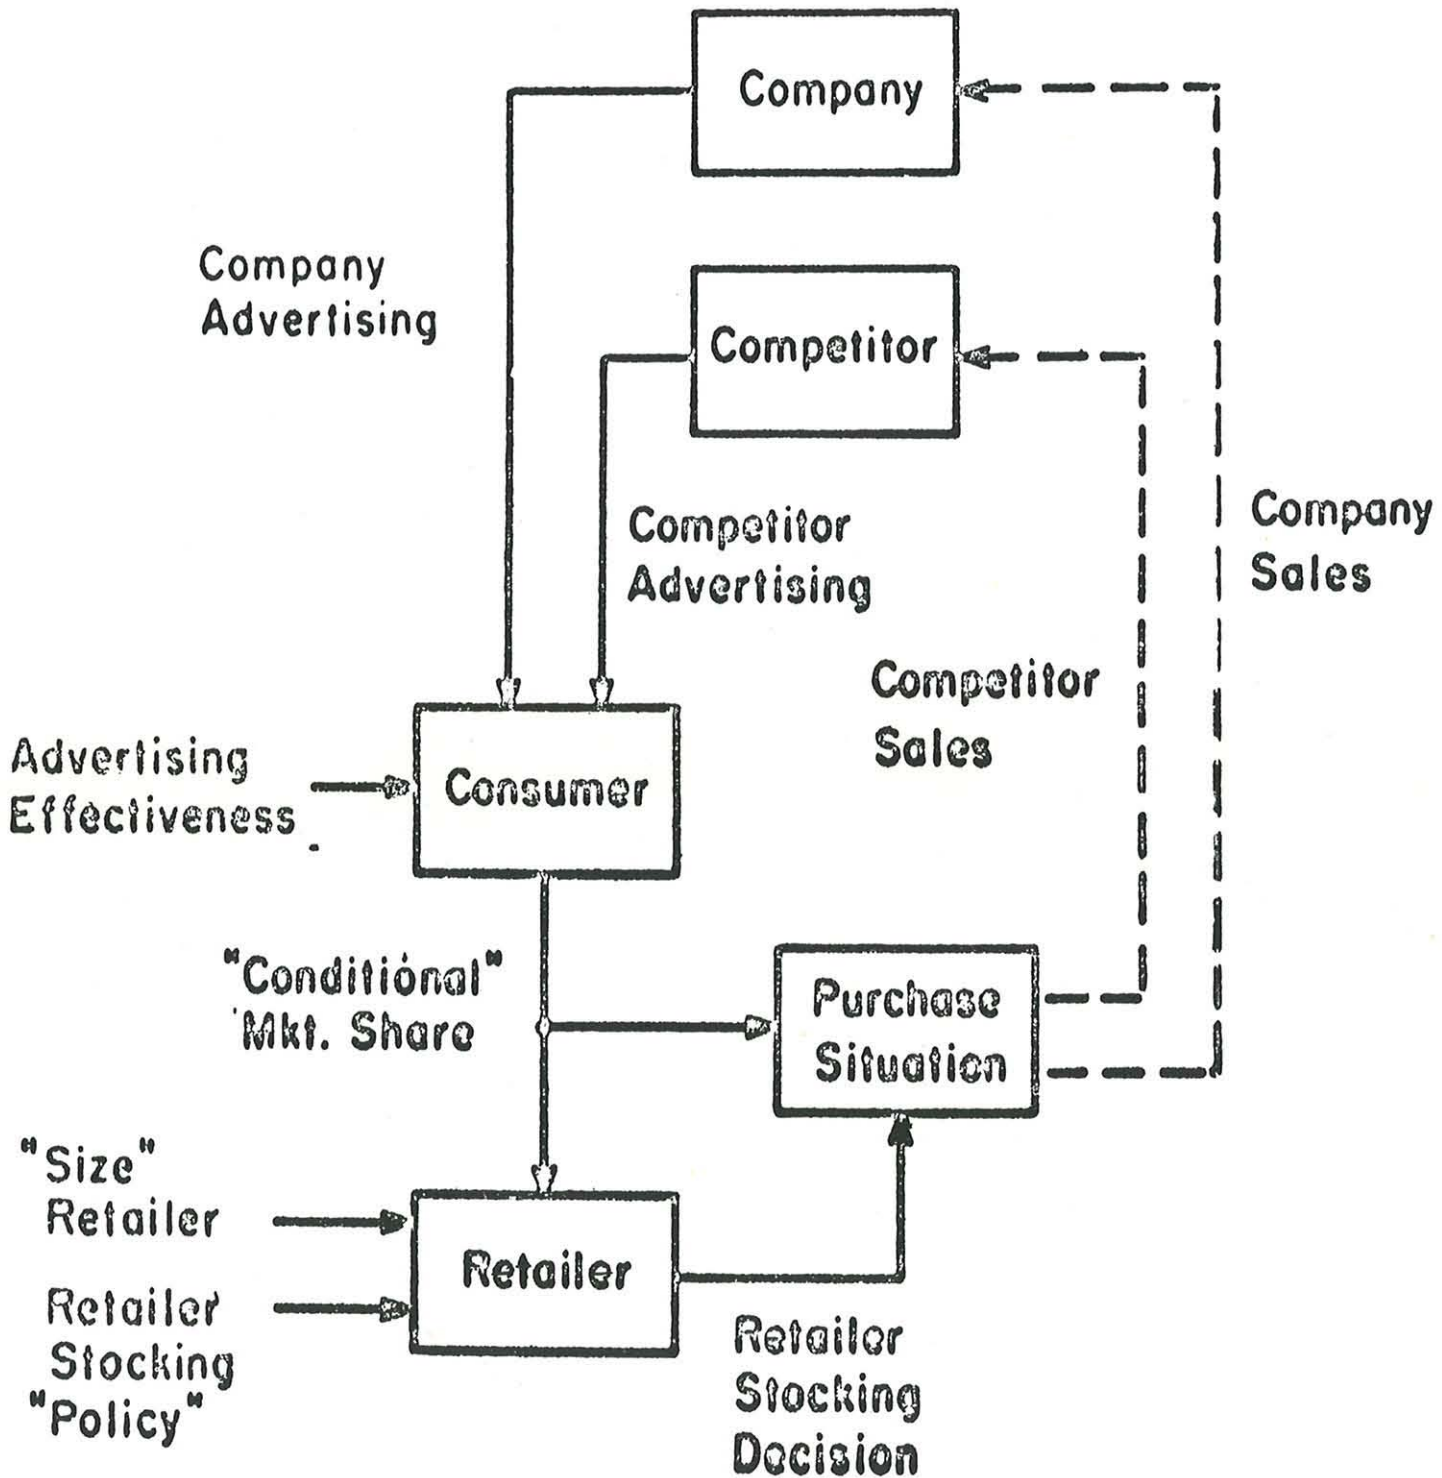 Company
Company
Advertising
Competitor
Competitor
Advertising
Company
Sales
Competitor
Sales
Advertising
Effectiveness
Consumer
"Conditional"
Mkt. Share
Purchase
Situation
"Size"
Retailer
Retailer
Retailer
Stocking
"Policy"
Retailer
Stocking
Decision